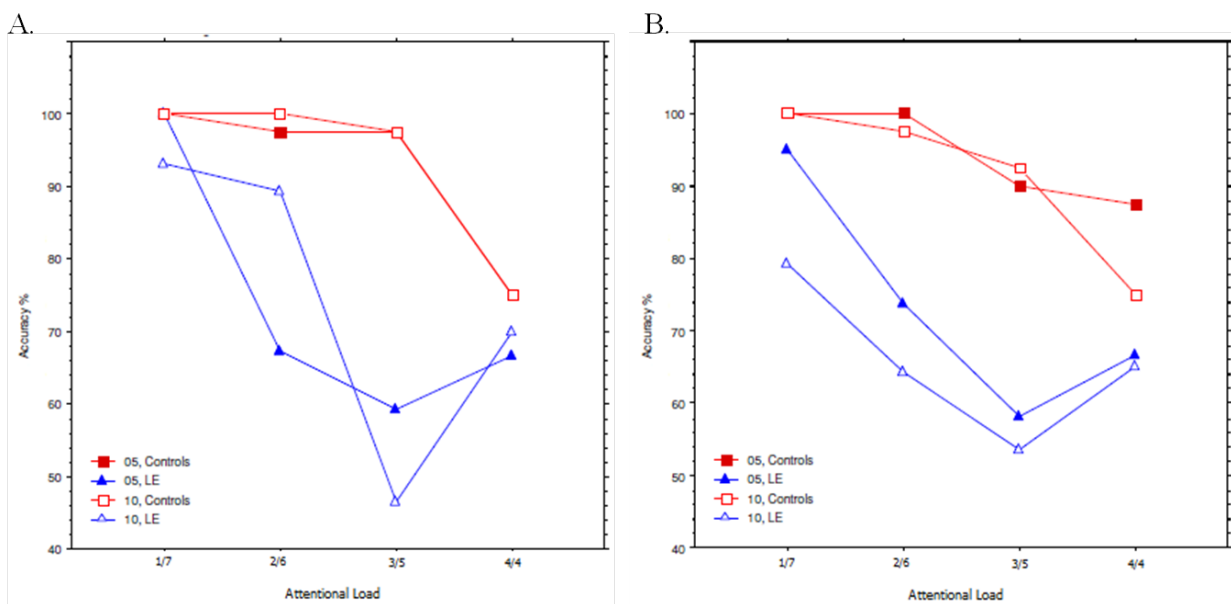 A.
Accuracy %
100
90
80
70
60
50
40
05, Controls
05, LE
10, Controls
10, LE
1/7
2/6
3/5
4/4
Attentional Load
B.
Accuracy %
100
90
80
70
60
50
40
05, Controls
05, LE
10, Controls
10, LE
1/7
2/6
3/5
4/4
Attentional Load